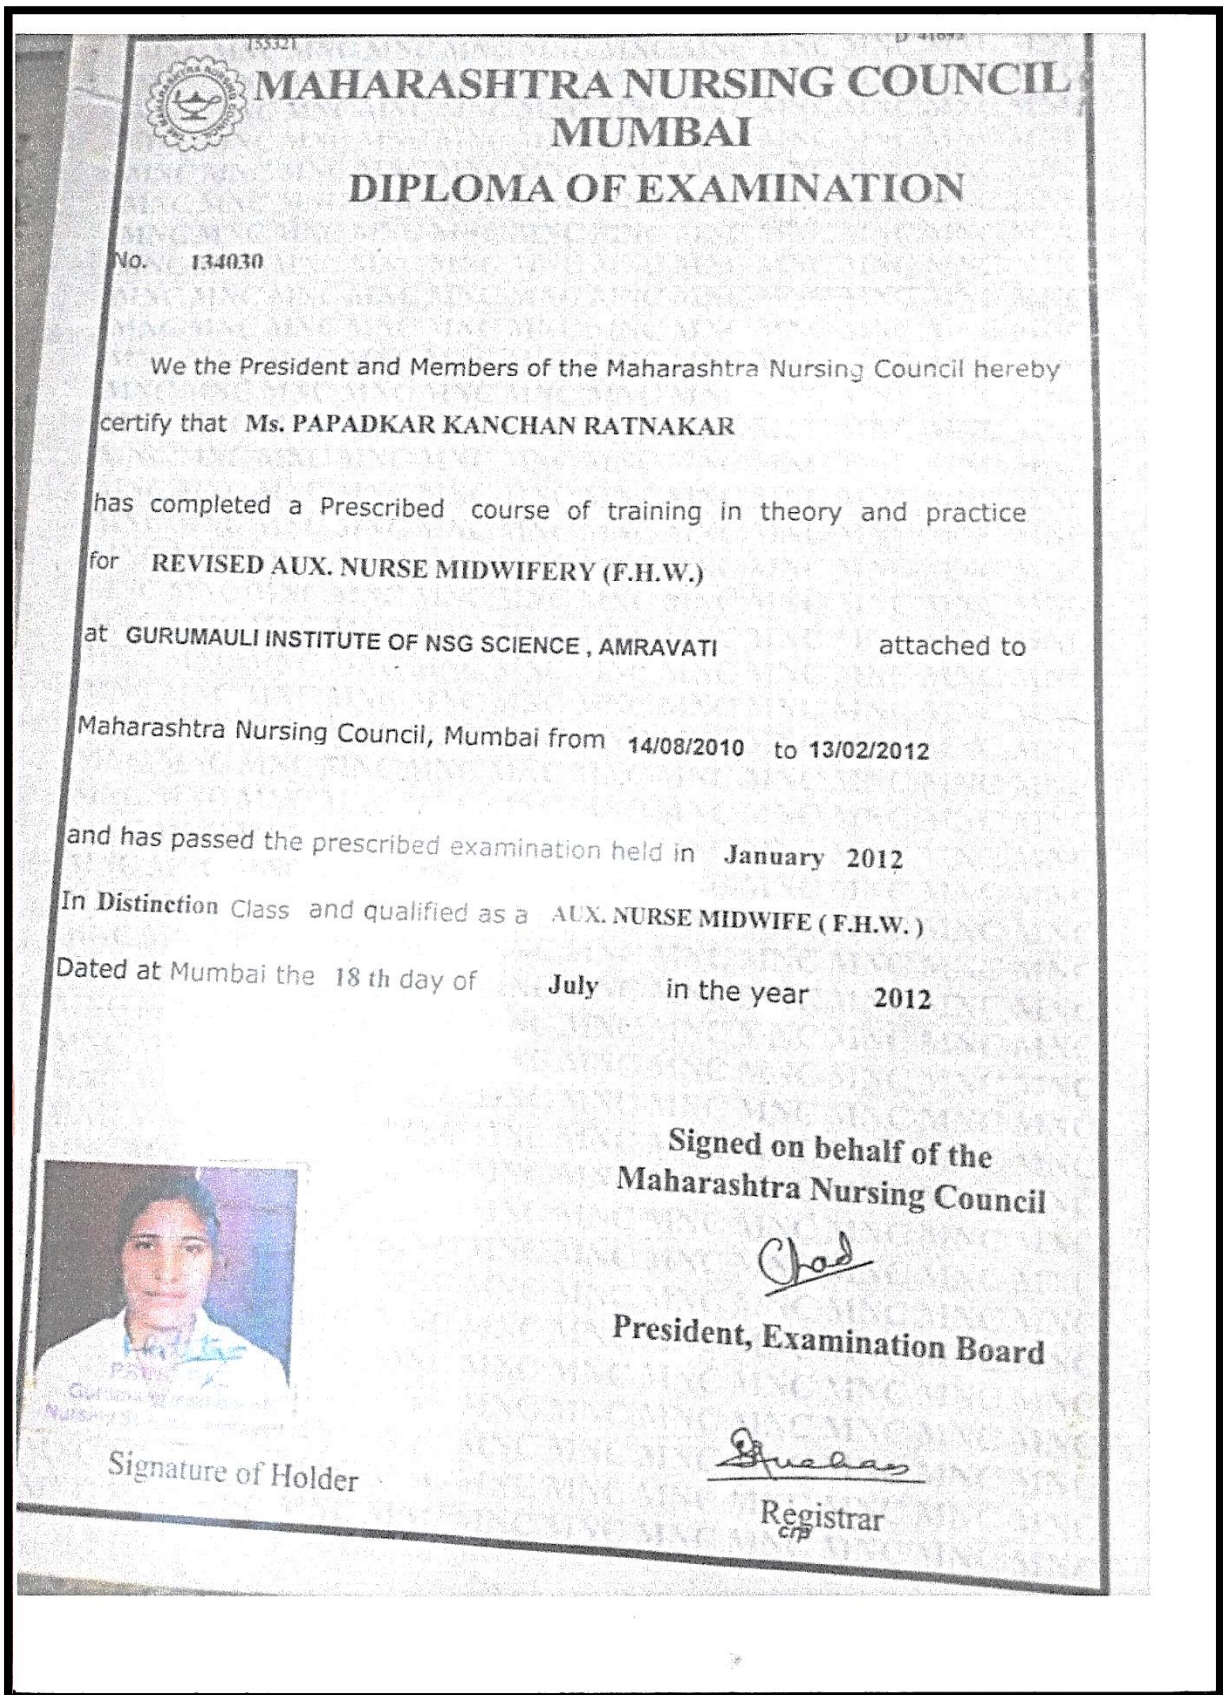 155321
D 41693
MAHARASHTRA NURSING COUNCIL
MUMBAI
DIPLOMA OF EXAMINATION
No. 134030
We the President and Members of the Maharashtra Nursing Council hereby
certify that Ms. PAPADKAR KANCHAN RATNAKAR
has completed a Prescribed course of training in theory and practice
for REVISED AUX. NURSE MIDWIFERY (F.H.W.)
at GURUMAULI INSTITUTE OF NSG SCIENCE , AMRAVATI attached to
Maharashtra Nursing Council, Mumbai from 14/08/2010 to 13/02/2012
and has passed the prescribed examination held in January 2012
In Distinction Class and qualified as a AUX. NURSE MIDWIFE ( F.H.W. )
Dated at Mumbai the 18 th day of July in the year 2012
Signed on behalf of the
Maharashtra Nursing Council
Chad
President, Examination Board
Signature of Holder
Registrar
crp